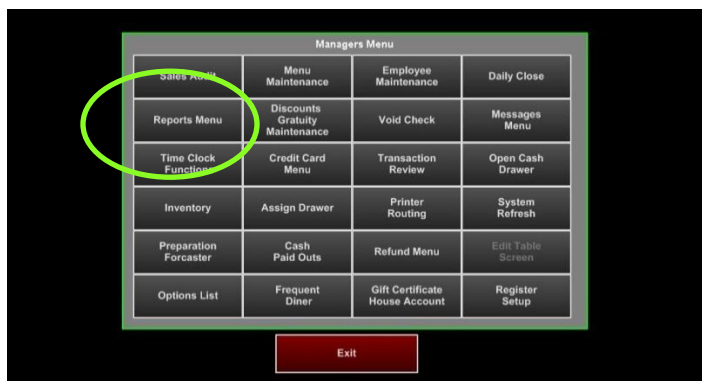 Managers Menu
Sales Audit
Menu
Maintenance
Employee
Maintenance
Daily Close
Reports Menu
Discounts
Gratuity
Maintenance
Void Check
Messages
Menu
Time Clock
Functions
Credit Card
Menu
Transaction
Review
Open Cash
Drawer
Inventory
Assign Drawer
Printer
Routing
System
Refresh
Preparation
Forcaster
Cash
Paid Outs
Refund Menu
Edit Table
Screen
Options List
Frequent
Diner
Gift Certificate
House Account
Register
Setup
Exit